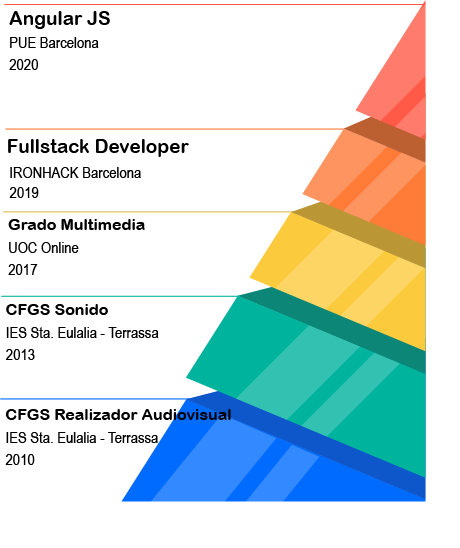 Angular JS
PUE Barcelona
2020
Fullstack Developer
IRONHACK Barcelona
2019
Grado Multimedia
UOC Online
2017
CFGS Sonido
IES Sta. Eulalia - Terrassa
2013
CFGS Realizador Audiovisual
IES Sta. Eulalia - Terrassa
2010